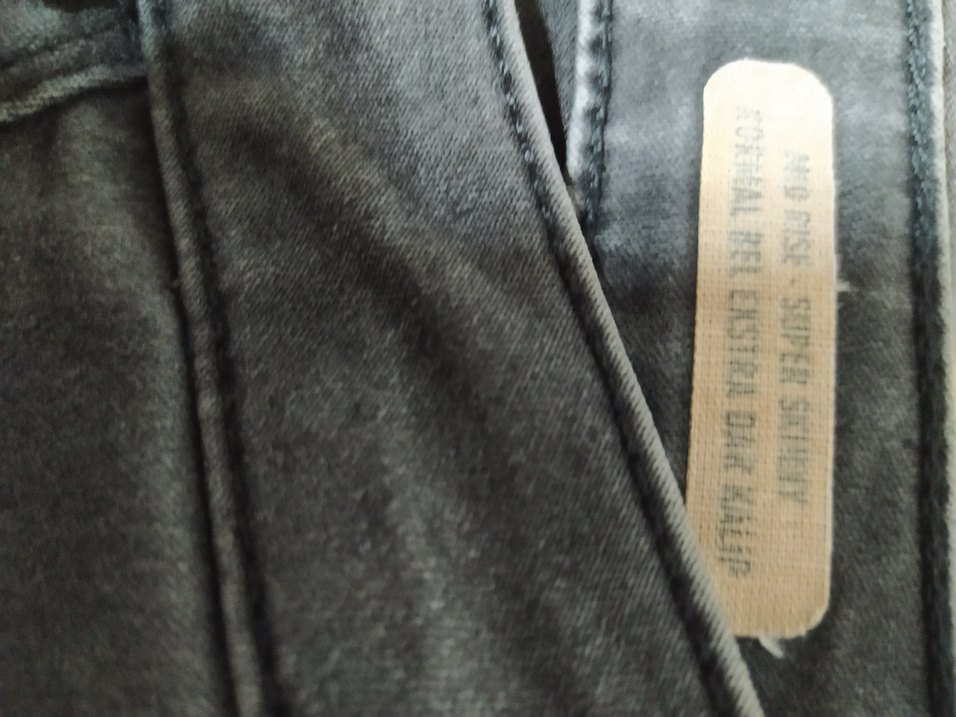 MID RISE - SUPER SKINNY
NORMAL BEL EKSTRA DAR KALIP